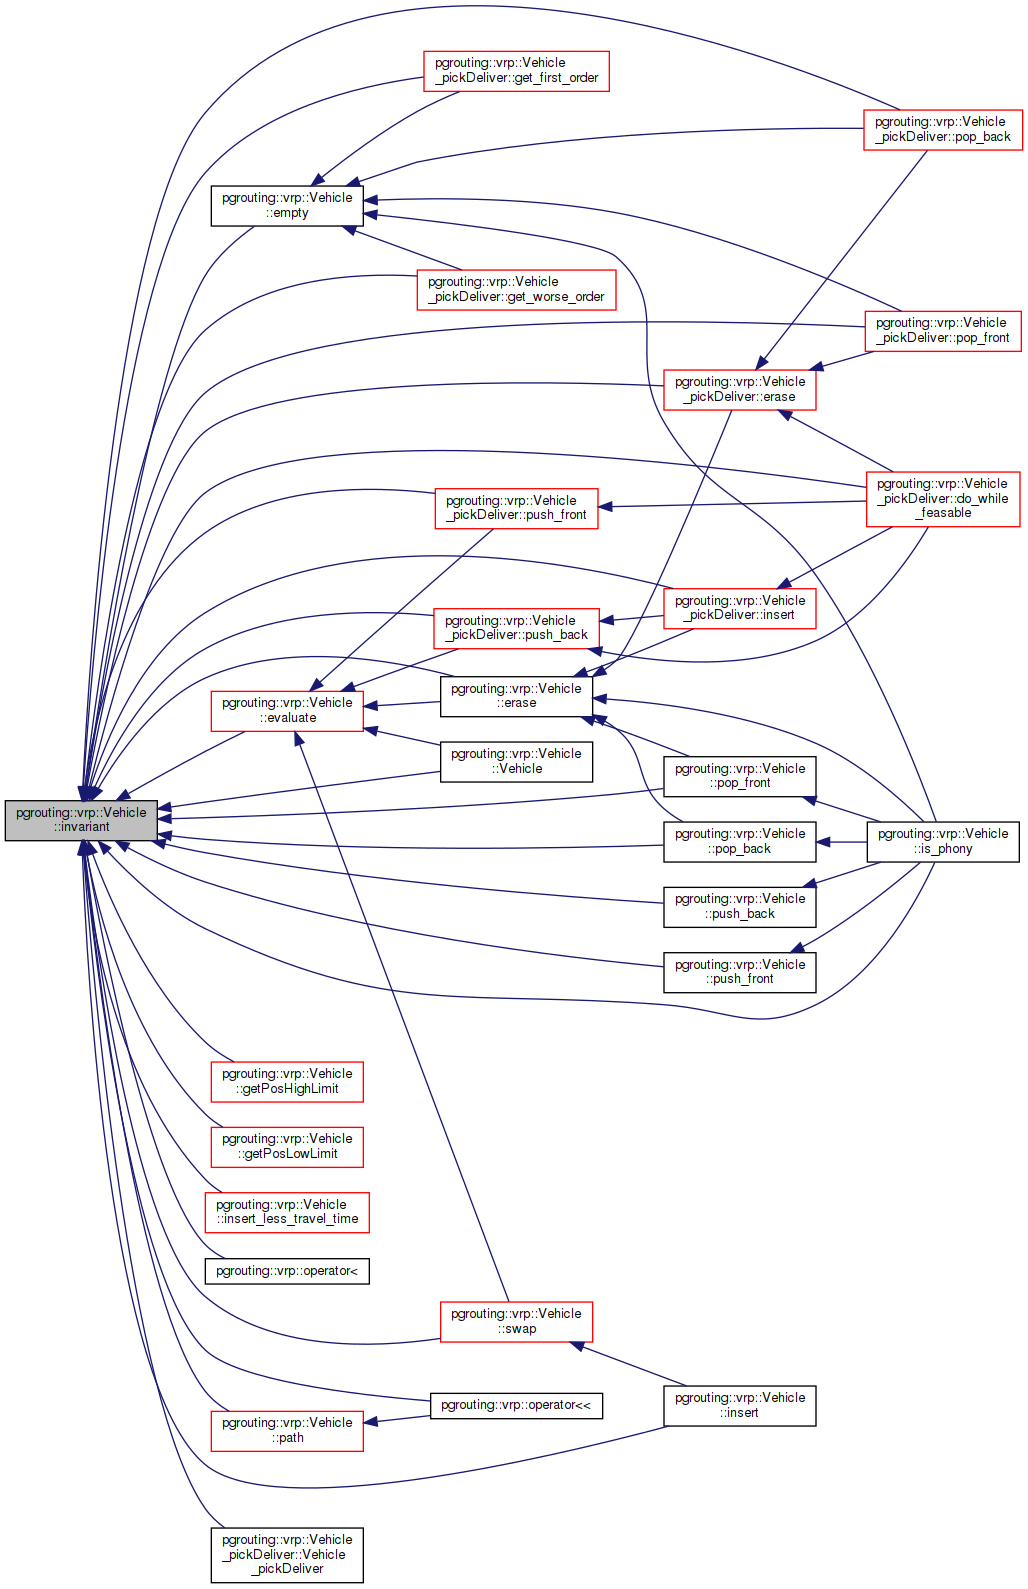 pgrouting::vrp::Vehicle
_pickDeliver::get_first_order
pgrouting::vrp::Vehicle
_pickDeliver::pop_back
pgrouting::vrp::Vehicle
::empty
pgrouting::vrp::Vehicle
_pickDeliver::get_worse_order
pgrouting::vrp::Vehicle
_pickDeliver::pop_front
pgrouting::vrp::Vehicle
_pickDeliver::erase
pgrouting::vrp::Vehicle
_pickDeliver::do_while
_feasable
pgrouting::vrp::Vehicle
_pickDeliver::push_front
pgrouting::vrp::Vehicle
_pickDeliver::insert
pgrouting::vrp::Vehicle
_pickDeliver::push_back
pgrouting::vrp::Vehicle
::erase
pgrouting::vrp::Vehicle
::evaluate
pgrouting::vrp::Vehicle
::Vehicle
pgrouting::vrp::Vehicle
::pop_front
pgrouting::vrp::Vehicle
::invariant
pgrouting::vrp::Vehicle
::pop_back
pgrouting::vrp::Vehicle
::is_phony
pgrouting::vrp::Vehicle
::push_back
pgrouting::vrp::Vehicle
::push_front
pgrouting::vrp::Vehicle
::getPosHighLimit
pgrouting::vrp::Vehicle
::getPosLowLimit
pgrouting::vrp::Vehicle
::insert_less_travel_time
pgrouting::vrp::operator<
pgrouting::vrp::Vehicle
::swap
pgrouting::vrp::operator<<
pgrouting::vrp::Vehicle
::insert
pgrouting::vrp::Vehicle
::path
pgrouting::vrp::Vehicle
_pickDeliver::Vehicle
_pickDeliver